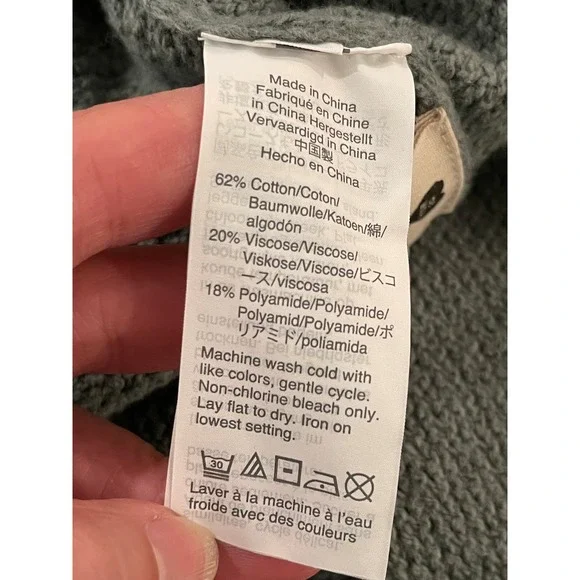 Made in China
Fabriqué en Chine
in China Hergestellt
Vervaardigd in China
中国製
Hecho en China
62% Cotton/Coton/
Baumwolle/Katoen/綿/
algodón
20% Viscose/Viscose/
Viskose/Viscose/ビスコ
ース/viscosa
18% Polyamide/Polyamide/
Polyamid/Polyamide/ポ
リアミド/poliamida
Machine wash cold with
like colors, gentle cycle.
Non-chlorine bleach only.
Lay flat to dry. Iron on
lowest setting.
30
Laver à la machine à l'eau
froide avec des couleurs